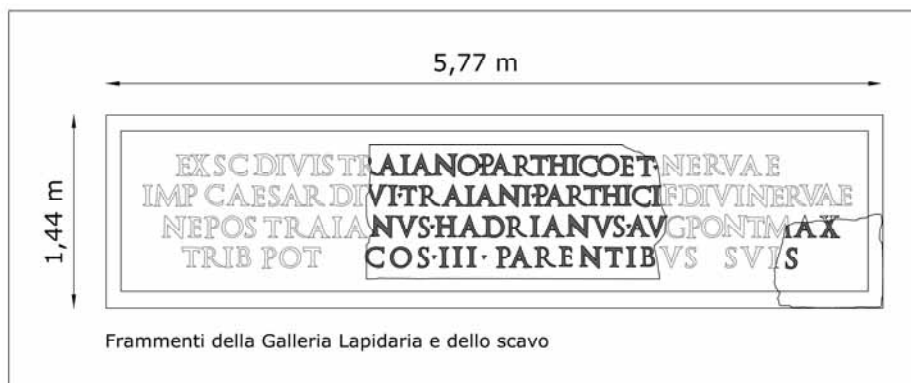 5,77 m
1,44 m
EX SC DIVIS TRAIANO·PARTHICO ET·NERVAE
IMP CAESAR DIVI·TRAIANI·PARTHICI F DIVI NERVAE
NEPOS TRAIANVS·HADRIANVS·AVG PONT MAX
TRIB POT COS·III· PARENTIBVS SVIS
Frammenti della Galleria Lapidaria e dello scavo